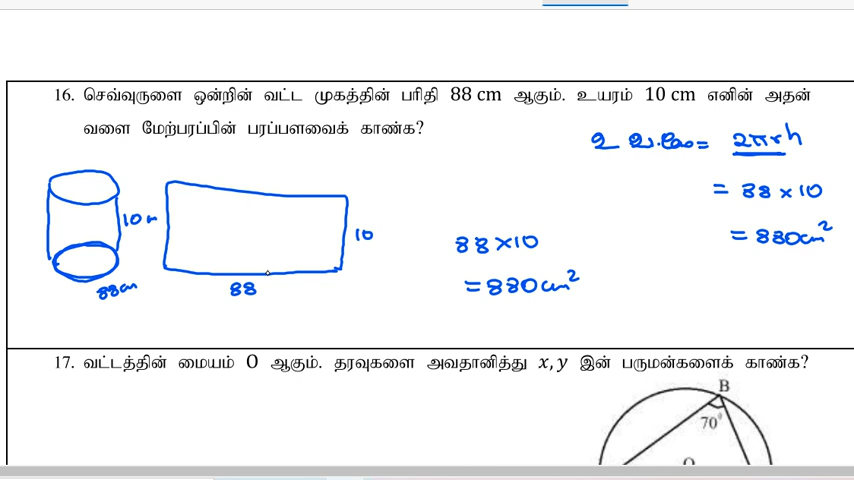 16. செவ்வுருளை ஒன்றின் வட்ட முகத்தின் பரிதி 88 cm ஆகும். உயரம் 10 cm எனின் அதன்
வளை மேற்பரப்பின் பரப்பளவைக் காண்க?
= 2πrh
= 88 × 10
= 880cm²
10
88cm
10
88
88×10
= 880cm²
17. வட்டத்தின் மையம் O ஆகும். தரவுகளை அவதானித்து x, y இன் பருமன்களைக் காண்க?
B
70°
O